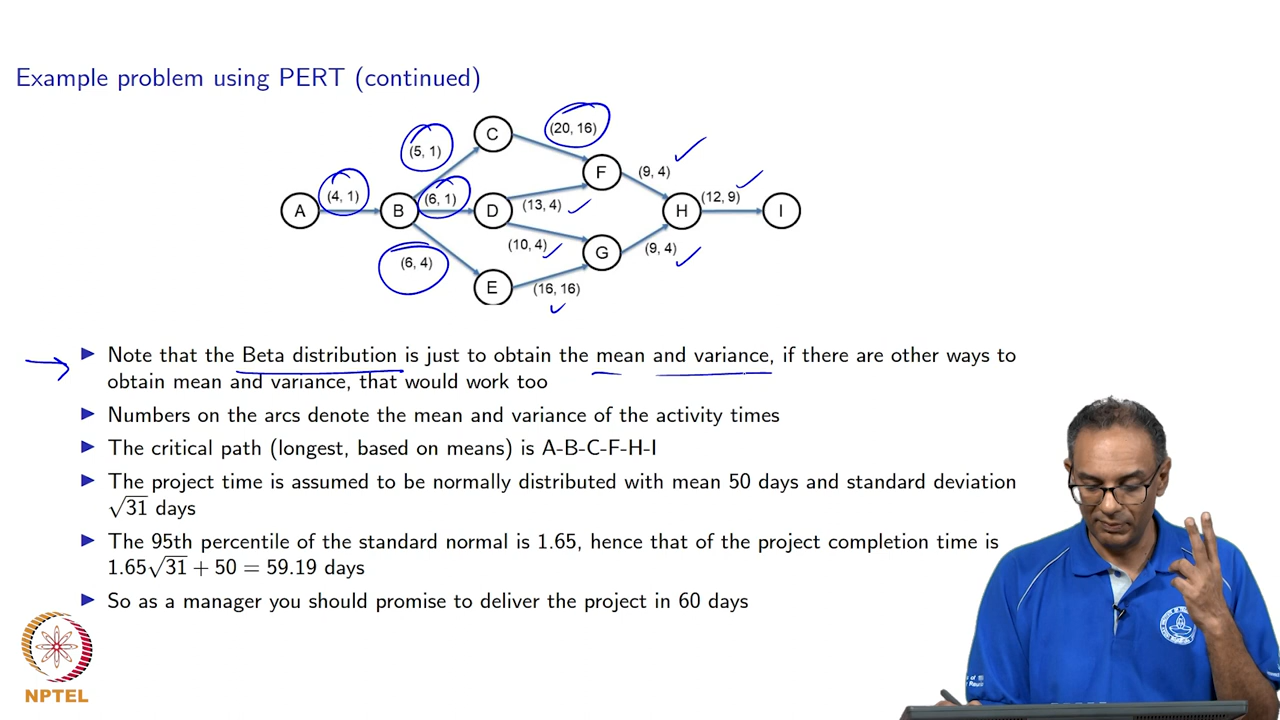 Example problem using PERT (continued)
C
(20, 16)
(5, 1)
F
(9, 4)
(4, 1)
(6, 1)
(12, 9)
A
B
D
(13, 4)
H
I
(10, 4)
(9, 4)
(6, 4)
G
E
(16, 16)
Note that the Beta distribution is just to obtain the mean and variance, if there are other ways to
obtain mean and variance, that would work too
Numbers on the arcs denote the mean and variance of the activity times
The critical path (longest, based on means) is A-B-C-F-H-I
The project time is assumed to be normally distributed with mean 50 days and standard deviation
√31 days
The 95th percentile of the standard normal is 1.65, hence that of the project completion time is
1.65√31 + 50 = 59.19 days
So as a manager you should promise to deliver the project in 60 days
NPTEL